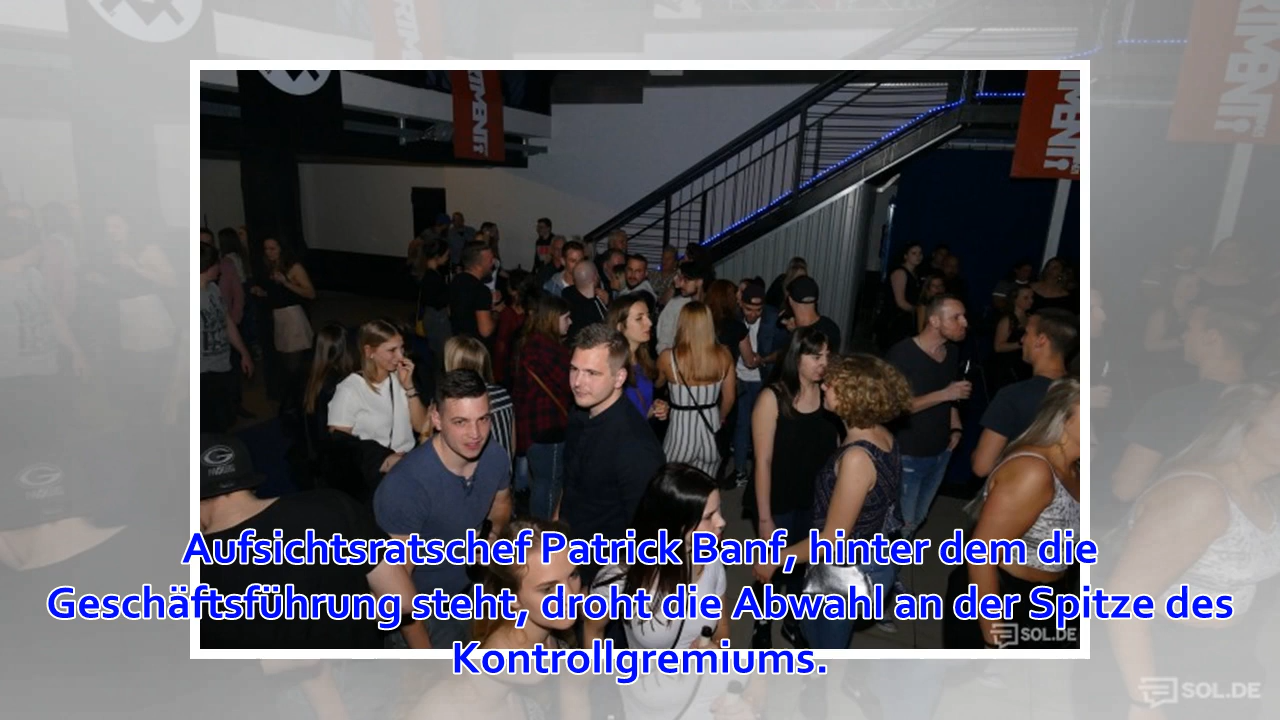 Aufsichtsratschef Patrick Banf, hinter dem die
Geschäftsführung steht, droht die Abwahl an der Spitze des
Kontrollgremiums.
SOL.DE
SOL.DE